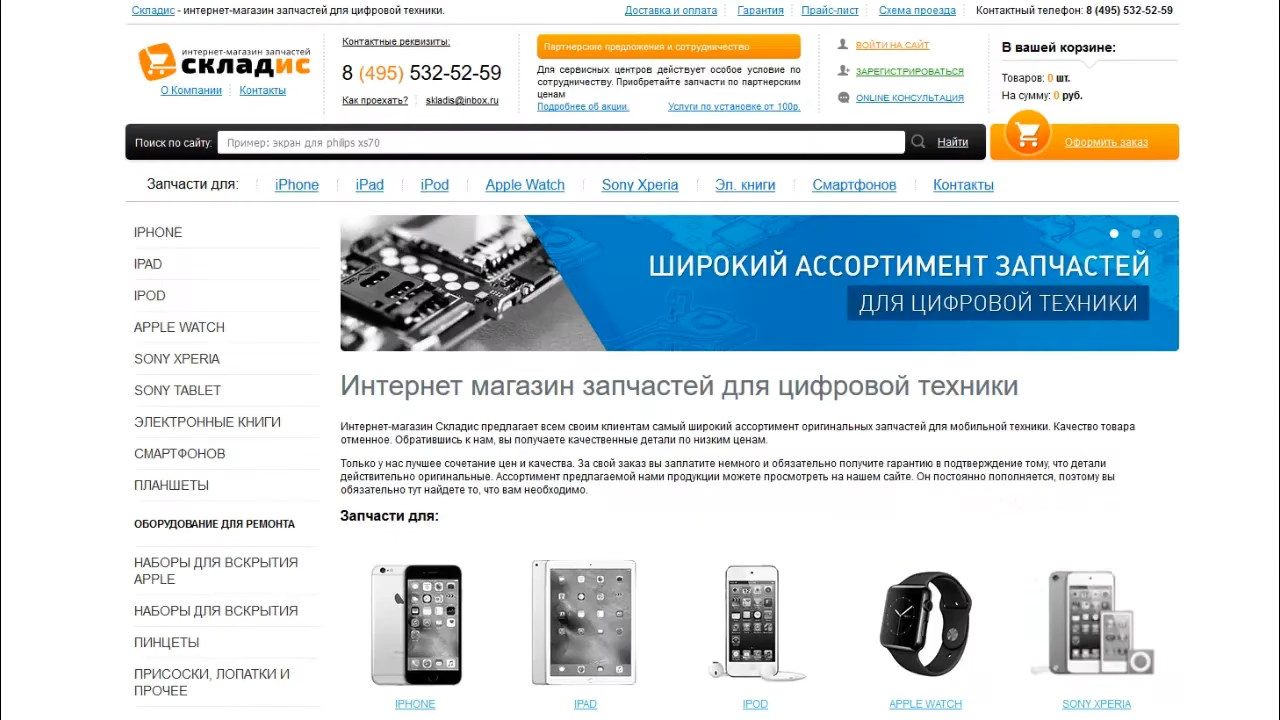 Складис - интернет-магазин запчастей для цифровой техники.
Доставка и оплата
Гарантия
Прайс-лист
Схема проезда
Контактный телефон: 8 (495) 532-52-59
интернет-магазин запчастей
складис
О Компании
Контакты
Контактные реквизиты:
8 (495) 532-52-59
Как проехать?
skladis@inbox.ru
Партнерские предложения и сотрудничество
Для сервисных центров действует особое условие по
сотрудничеству. Приобретайте запчасти по партнерским
ценам
Подробнее об акции.
Услуги по установке от 100р.
ВОЙТИ НА САЙТ
ЗАРЕГИСТРИРОВАТЬСЯ
ONLINE КОНСУЛЬТАЦИЯ
В вашей корзине:
Товаров: 0 шт.
На сумму: 0 руб.
Поиск по сайту:
Пример: экран для philips xs70
Найти
Оформить заказ
Запчасти для:
iPhone
iPad
iPod
Apple Watch
Sony Xperia
Эл. книги
Смартфонов
Контакты
IPHONE
IPAD
IPOD
APPLE WATCH
SONY XPERIA
SONY TABLET
ЭЛЕКТРОННЫЕ КНИГИ
СМАРТФОНОВ
ПЛАНШЕТЫ
ОБОРУДОВАНИЕ ДЛЯ РЕМОНТА
НАБОРЫ ДЛЯ ВСКРЫТИЯ
APPLE
НАБОРЫ ДЛЯ ВСКРЫТИЯ
ПИНЦЕТЫ
ПРИСОСКИ, ЛОПАТКИ И
ПРОЧЕЕ
ШИРОКИЙ АССОРТИМЕНТ ЗАПЧАСТЕЙ
ДЛЯ ЦИФРОВОЙ ТЕХНИКИ
Интернет магазин запчастей для цифровой техники
Интернет-магазин Складис предлагает всем своим клиентам самый широкий ассортимент оригинальных запчастей для мобильной техники. Качество товара
отменное. Обратившись к нам, вы получаете качественные детали по низким ценам.
Только у нас лучшее сочетание цен и качества. За свой заказ вы заплатите немного и обязательно получите гарантию в подтверждение тому, что детали
действительно оригинальные. Ассортимент предлагаемой нами продукции можете просмотреть на нашем сайте. Он постоянно пополняется, поэтому вы
обязательно тут найдете то, что вам необходимо.
Запчасти для:
IPHONE
IPAD
IPOD
APPLE WATCH
SONY XPERIA